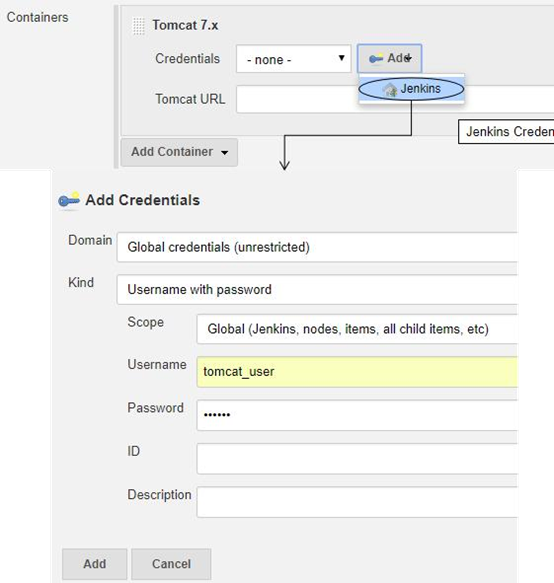 Containers
Tomcat 7.x
Credentials
- none -
Add
Jenkins
Tomcat URL
Jenkins Creden
Add Container
Add Credentials
Domain
Global credentials (unrestricted)
Kind
Username with password
Scope
Global (Jenkins, nodes, items, all child items, etc)
Username
tomcat_user
Password
••••••
ID
Description
Add
Cancel